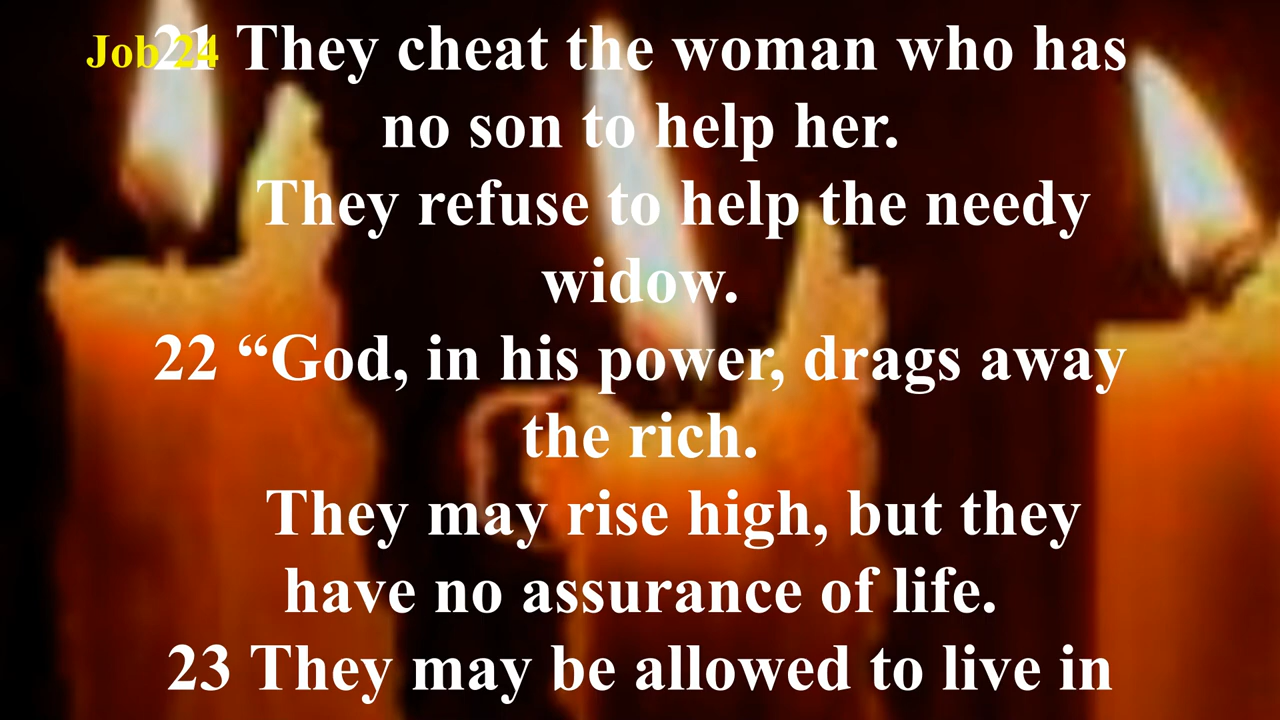 Job 24
21 They cheat the woman who has
no son to help her.
They refuse to help the needy
widow.
22 “God, in his power, drags away
the rich.
They may rise high, but they
have no assurance of life.
23 They may be allowed to live in